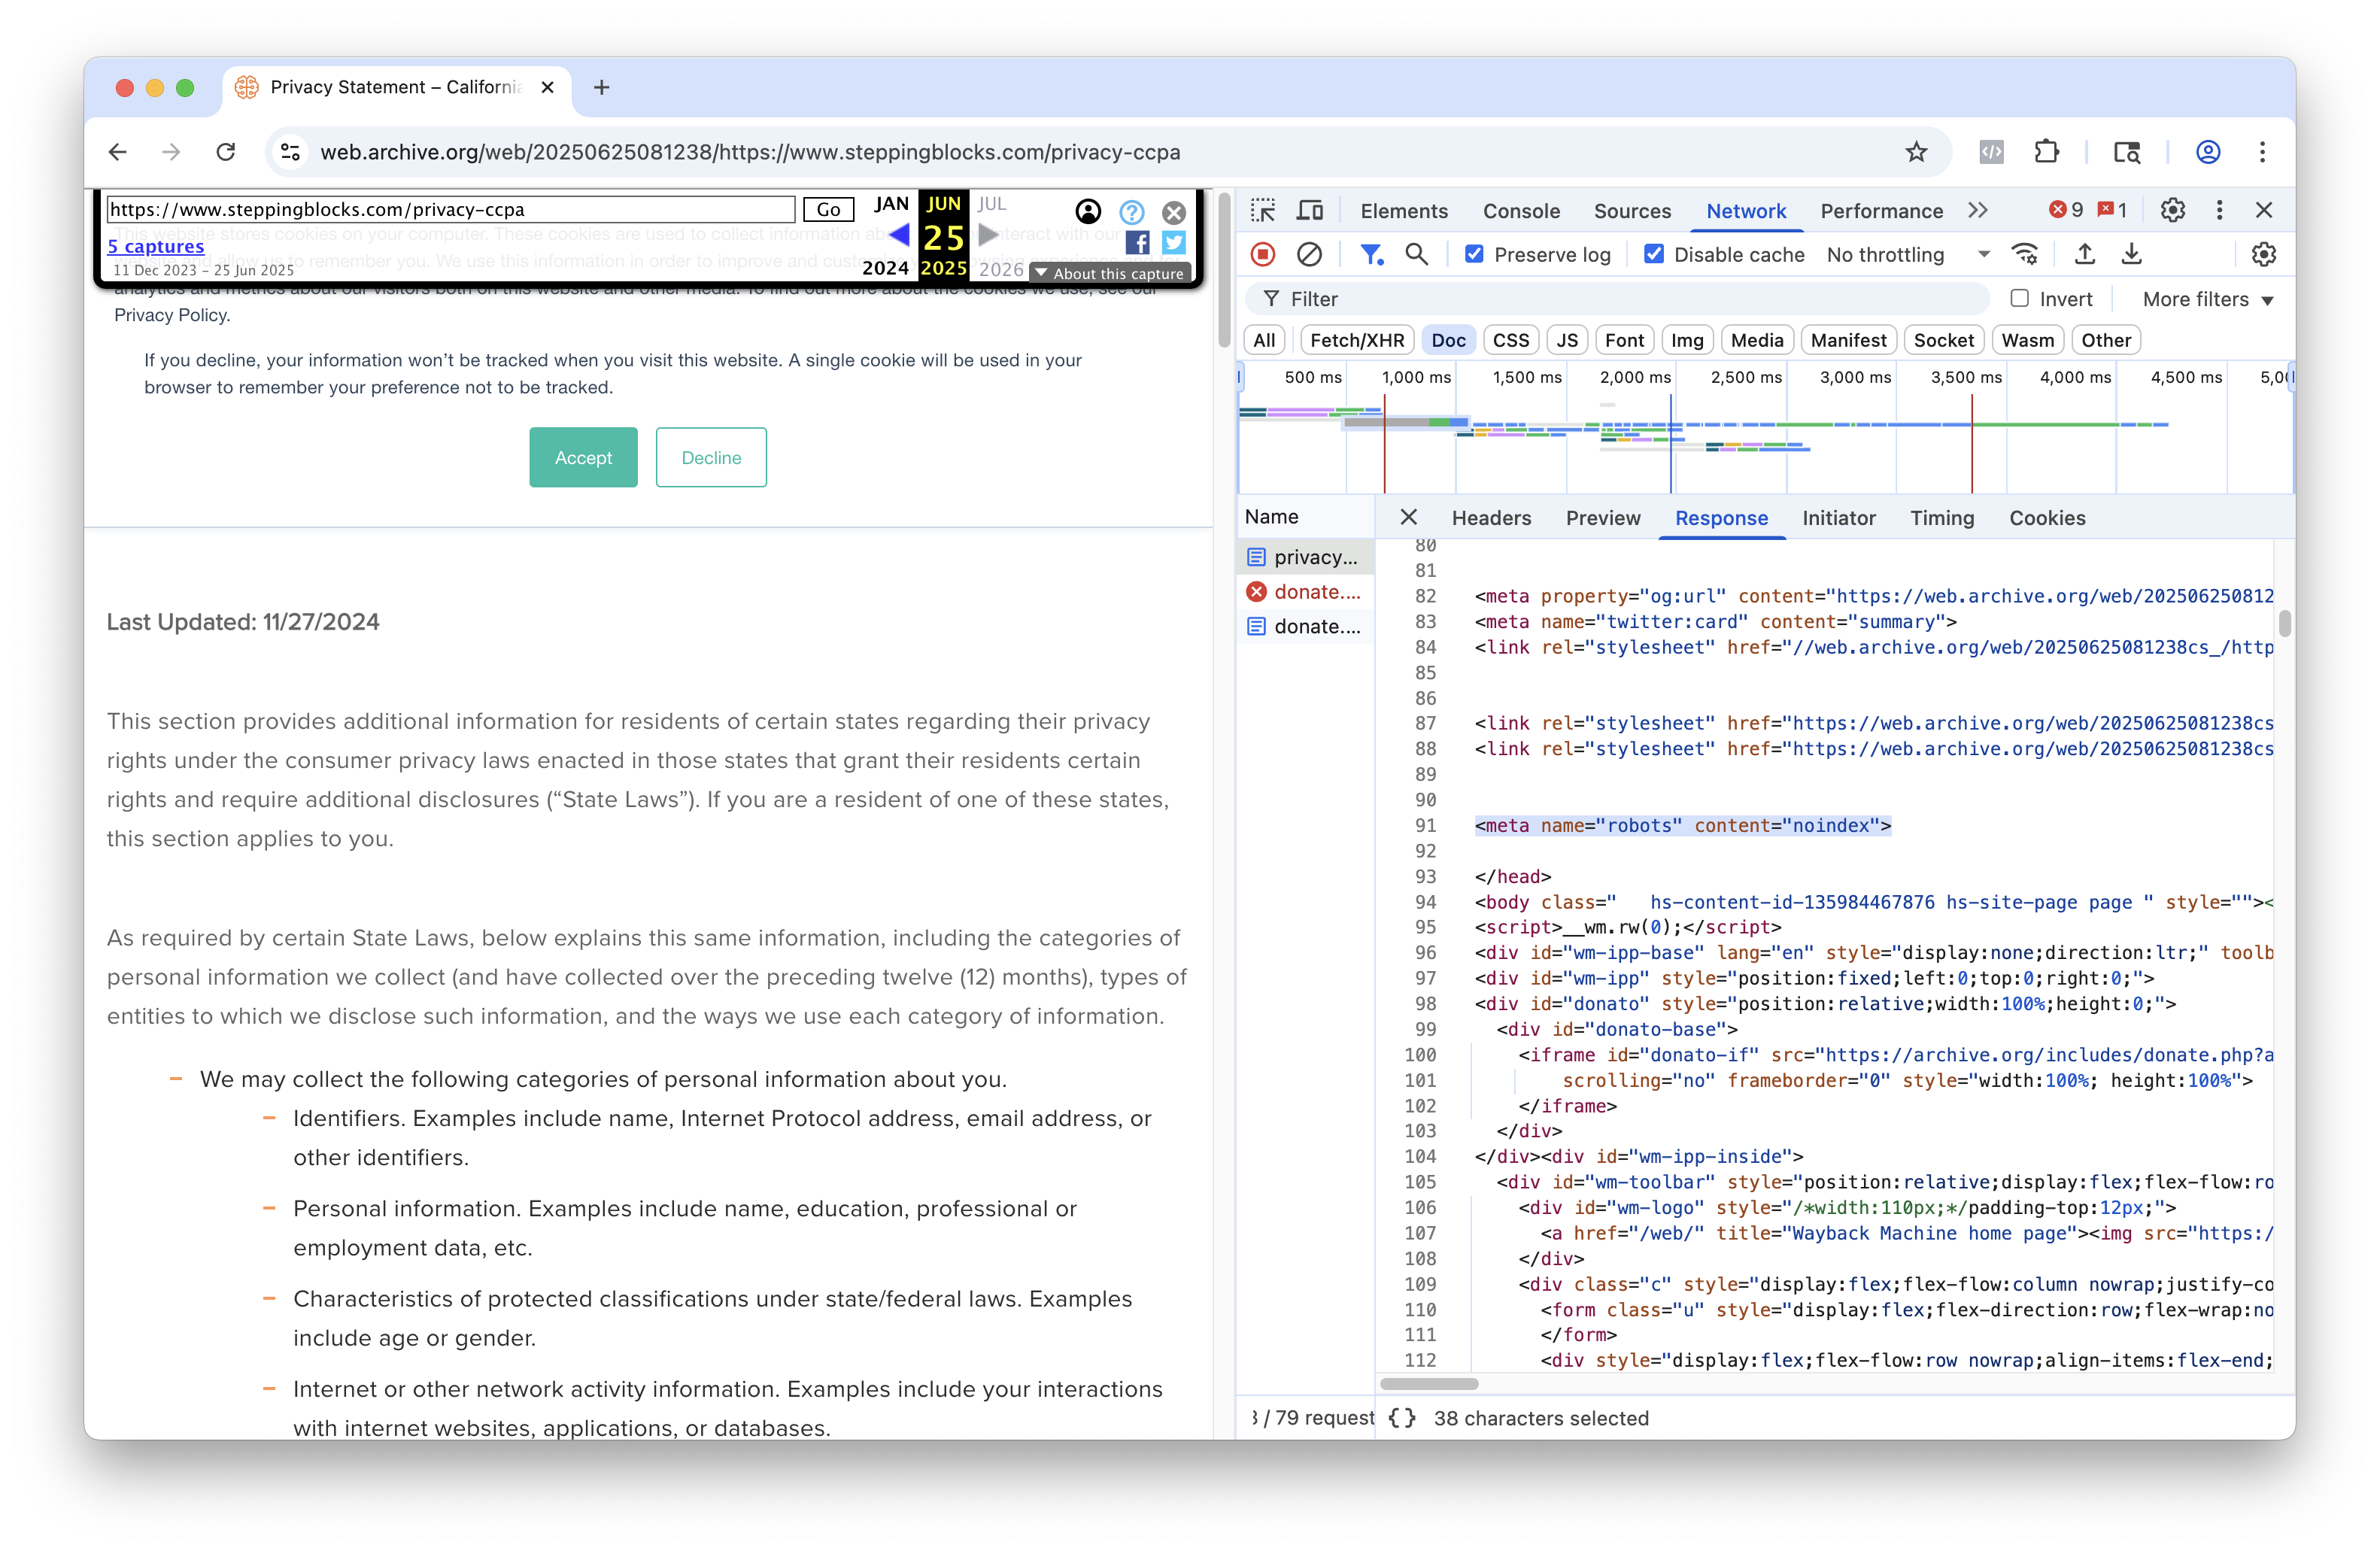 Privacy Statement – California
web.archive.org/web/20250625081238/https://www.steppingblocks.com/privacy-ccpa
https://www.steppingblocks.com/privacy-ccpa
Go
JAN
JUN
JUL
5 captures
25
11 Dec 2023 – 25 Jun 2025
2024
2025
2026
About this capture
This website stores cookies on your computer. These cookies are used to collect information
interact with our
website and allow us to remember you. We use this information in order to improve and
analytics and metrics about our visitors both on this website and other media. To find out more about the cookies we use, see our
Privacy Policy.
If you decline, your information won’t be tracked when you visit this website. A single cookie will be used in your
browser to remember your preference not to be tracked.
Accept
Decline
Last Updated: 11/27/2024
This section provides additional information for residents of certain states regarding their privacy
rights under the consumer privacy laws enacted in those states that grant their residents certain
rights and require additional disclosures (“State Laws”). If you are a resident of one of these states,
this section applies to you.
As required by certain State Laws, below explains this same information, including the categories of
personal information we collect (and have collected over the preceding twelve (12) months), types of
entities to which we disclose such information, and the ways we use each category of information.
We may collect the following categories of personal information about you.
Identifiers. Examples include name, Internet Protocol address, email address, or
other identifiers.
Personal information. Examples include name, education, professional or
employment data, etc.
Characteristics of protected classifications under state/federal laws. Examples
include age or gender.
Internet or other network activity information. Examples include your interactions
with internet websites, applications, or databases.
Elements
Console
Sources
Network
Performance
9
1
Preserve log
Disable cache
No throttling
Filter
Invert
More filters
All
Fetch/XHR
Doc
CSS
JS
Font
Img
Media
Manifest
Socket
Wasm
Other
500 ms
1,000 ms
1,500 ms
2,000 ms
2,500 ms
3,000 ms
3,500 ms
4,000 ms
4,500 ms
5,00
Name
Headers
Preview
Response
Initiator
Timing
Cookies
privacy...
donate....
donate....
80
81
82 <meta property="og:url" content="https://web.archive.org/web/202506250812
83 <meta name="twitter:card" content="summary">
84 <link rel="stylesheet" href="//web.archive.org/web/20250625081238cs_/http
85
86
87 <link rel="stylesheet" href="https://web.archive.org/web/20250625081238cs
88 <link rel="stylesheet" href="https://web.archive.org/web/20250625081238cs
89
90
91 <meta name="robots" content="noindex">
92
93 </head>
94 <body class="   hs-content-id-135984467876 hs-site-page page " style=""><
95 <script>__wm.rw(0);</script>
96 <div id="wm-ipp-base" lang="en" style="display:none;direction:ltr;" toolb
97 <div id="wm-ipp" style="position:fixed;left:0;top:0;right:0;">
98 <div id="donato" style="position:relative;width:100%;height:0;">
99   <div id="donato-base">
100     <iframe id="donato-if" src="https://archive.org/includes/donate.php?a
101         scrolling="no" frameborder="0" style="width:100%; height:100%">
102     </iframe>
103   </div>
104 </div><div id="wm-ipp-inside">
105   <div id="wm-toolbar" style="position:relative;display:flex;flex-flow:ro
106     <div id="wm-logo" style="/*width:110px;*/padding-top:12px;">
107       <a href="/web/" title="Wayback Machine home page"><img src="https:/
108     </div>
109     <div class="c" style="display:flex;flex-flow:column nowrap;justify-co
110       <form class="u" style="display:flex;flex-direction:row;flex-wrap:no
111       </form>
112       <div style="display:flex;flex-flow:row nowrap;align-items:flex-end;
/ 79 request
{ } 38 characters selected